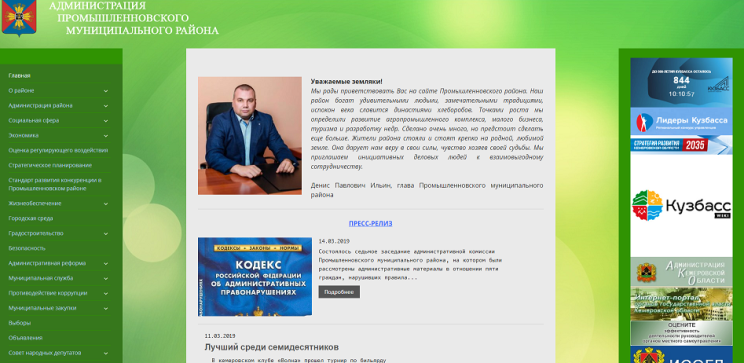 АДМИНИСТРАЦИЯ
ПРОМЫШЛЕННОВСКОГО
МУНИЦИПАЛЬНОГО РАЙОНА
Главная
О районе
Администрация района
Социальная сфера
Экономика
Оценка регулирующего воздействия
Стратегическое планирование
Стандарт развития конкуренции в
Промышленновском районе
Жизнеобеспечение
Городская среда
Градостроительство
Безопасность
Административная реформа
Муниципальная служба
Противодействие коррупции
Муниципальные закупки
Выборы
Объявления
Совет народных депутатов
Уважаемые земляки!
Мы рады приветствовать Вас на сайте Промышленновского района. Наш
район богат удивительными людьми, замечательными традициями,
испокон века славится династиями хлеборобов. Точками роста мы
определили развитие агропромышленного комплекса, малого бизнеса,
туризма и разработку недр. Сделано очень много, но предстоит сделать
еще больше. Жители района стояли и стоят крепко на родной, любимой
земле. Она дарует нам веру в свои силы, чувство хозяев своей судьбы. Мы
приглашаем инициативных деловых людей к взаимовыгодному
сотрудничеству.
Денис Павлович Ильин, глава Промышленновского муниципального
района
ПРЕСС-РЕЛИЗ
КОДЕКСЫ • ЗАКОНЫ • НОРМЫ
КОДЕКС
РОССИЙСКОЙ ФЕДЕРАЦИИ
ОБ АДМИНИСТРАТИВНЫХ
ПРАВОНАРУШЕНИЯХ
14.03.2019
Состоялось седьмое заседание административной комиссии
Промышленновского муниципального района, на котором были
рассмотрены административные материалы в отношении пяти
граждан, нарушивших правила...
Подробнее
11.03.2019
Лучший среди семидесятников
В кемеровском клубе «Волна» прошел турнир по бильярду
844
дней
10:10:57
Лидеры Кузбасса
СТРАТЕГИЯ РАЗВИТИЯ
2035
Кузбасс
АДМИНИСТРАЦИЯ
КЕМЕРОВСКОЙ
ОБЛАСТИ
Интернет-портал
ОЦЕНИТЕ
эффективность
деятельности руководителей
органов местного самоуправления